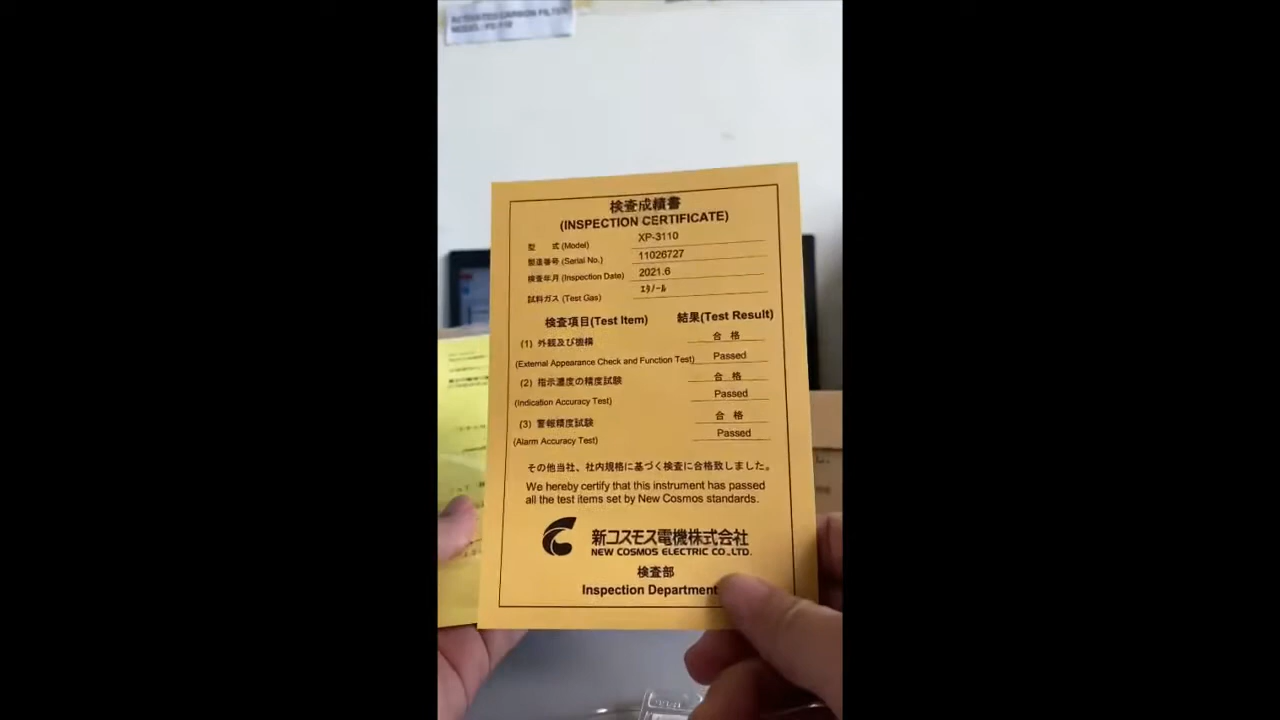 ACTIVATED CARBON FILTER
検査成績書
(INSPECTION CERTIFICATE)
型 式 (Model) XP-3110
製造番号 (Serial No.) 11026727
検査年月 (Inspection Date) 2021.6
試料ガス (Test Gas) ｴﾀﾉｰﾙ
検査項目(Test Item) 結果(Test Result)
(1) 外観及び機構 合 格
(External Appearance Check and Function Test) Passed
(2) 指示濃度の精度試験 合 格
(Indication Accuracy Test) Passed
(3) 警報精度試験 合 格
(Alarm Accuracy Test) Passed
その他当社、社内規格に基づく検査に合格致しました。
We hereby certify that this instrument has passed
all the test items set by New Cosmos standards.
新コスモス電機株式会社
NEW COSMOS ELECTRIC CO.,LTD.
検査部
Inspection Department